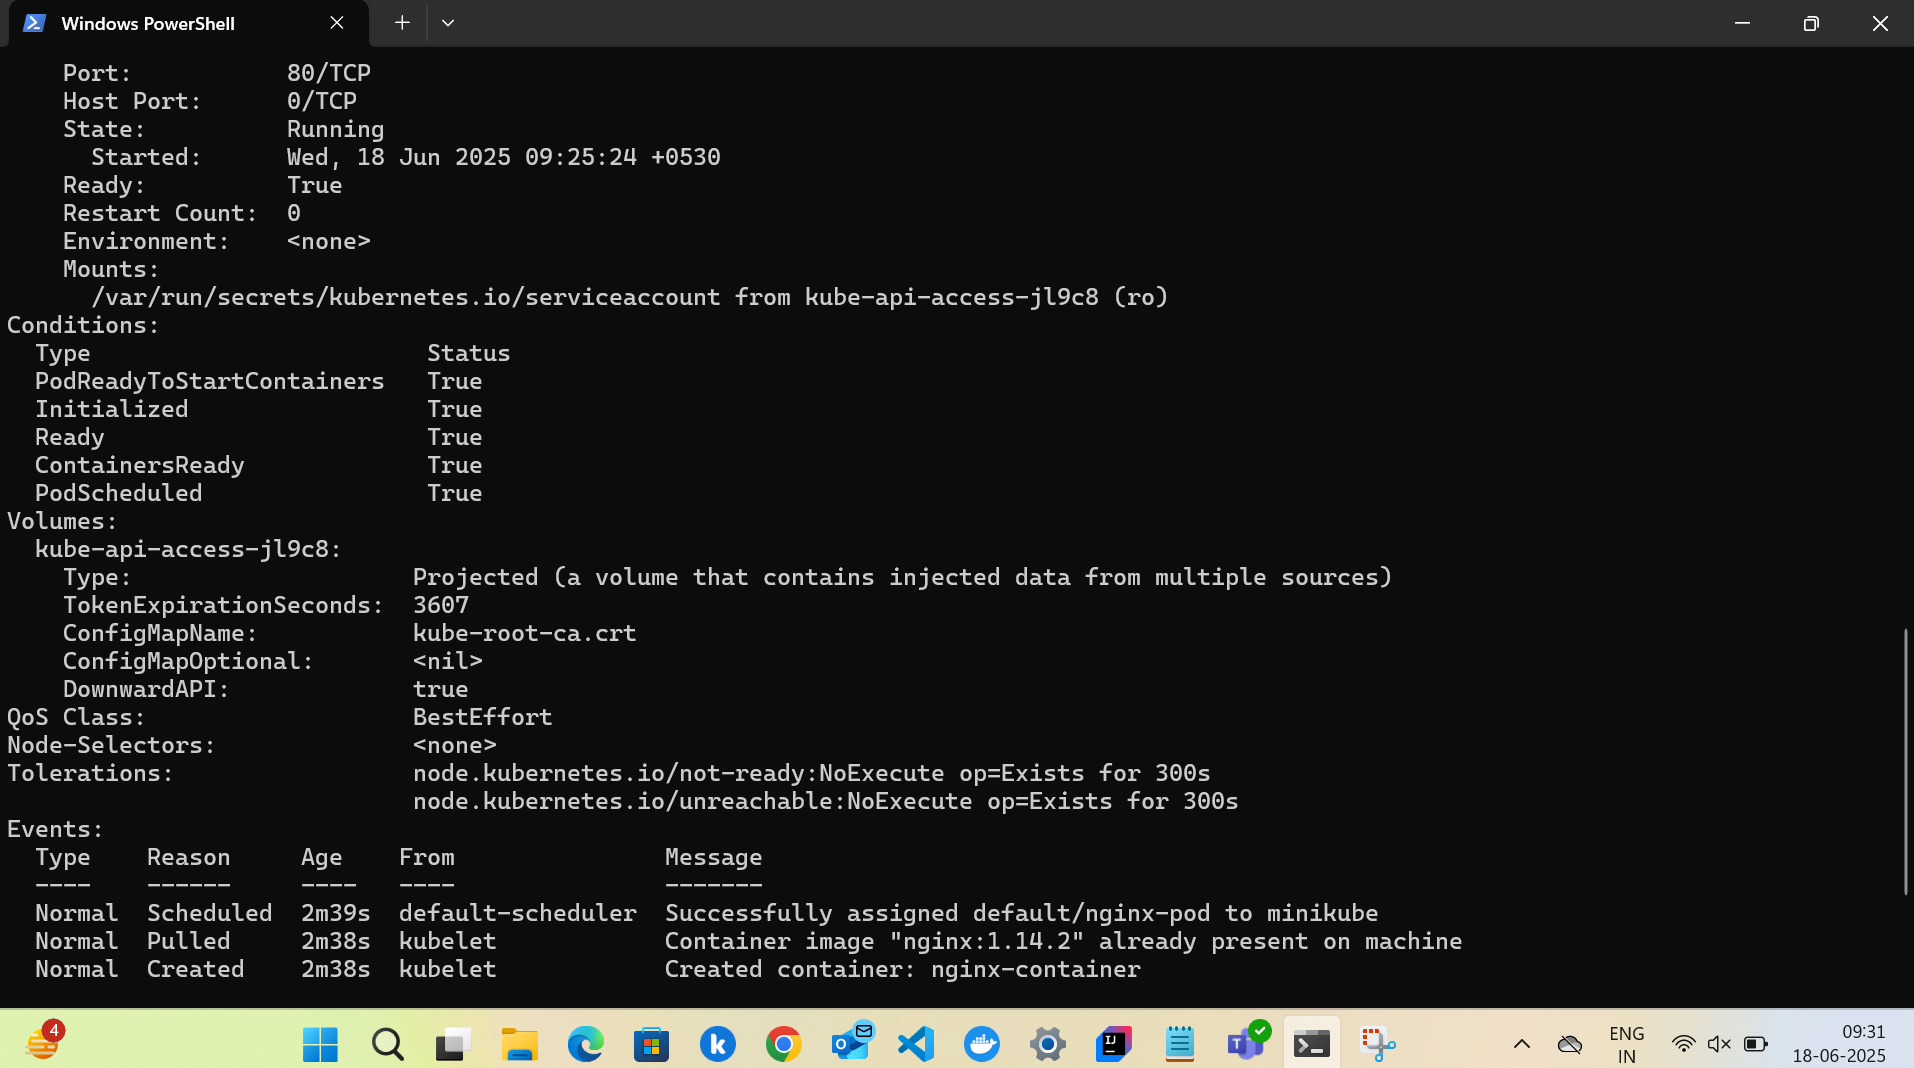 Windows PowerShell
Port: 80/TCP
Host Port: 0/TCP
State: Running
Started: Wed, 18 Jun 2025 09:25:24 +0530
Ready: True
Restart Count: 0
Environment: <none>
Mounts:
/var/run/secrets/kubernetes.io/serviceaccount from kube-api-access-jl9c8 (ro)
Conditions:
Type Status
PodReadyToStartContainers True
Initialized True
Ready True
ContainersReady True
PodScheduled True
Volumes:
kube-api-access-jl9c8:
Type: Projected (a volume that contains injected data from multiple sources)
TokenExpirationSeconds: 3607
ConfigMapName: kube-root-ca.crt
ConfigMapOptional: <nil>
DownwardAPI: true
QoS Class: BestEffort
Node-Selectors: <none>
Tolerations: node.kubernetes.io/not-ready:NoExecute op=Exists for 300s
node.kubernetes.io/unreachable:NoExecute op=Exists for 300s
Events:
Type Reason Age From Message
---- ------ ---- ---- -------
Normal Scheduled 2m39s default-scheduler Successfully assigned default/nginx-pod to minikube
Normal Pulled 2m38s kubelet Container image "nginx:1.14.2" already present on machine
Normal Created 2m38s kubelet Created container: nginx-container
4
k
O
IJ
T
ENG
IN
09:31
18-06-2025